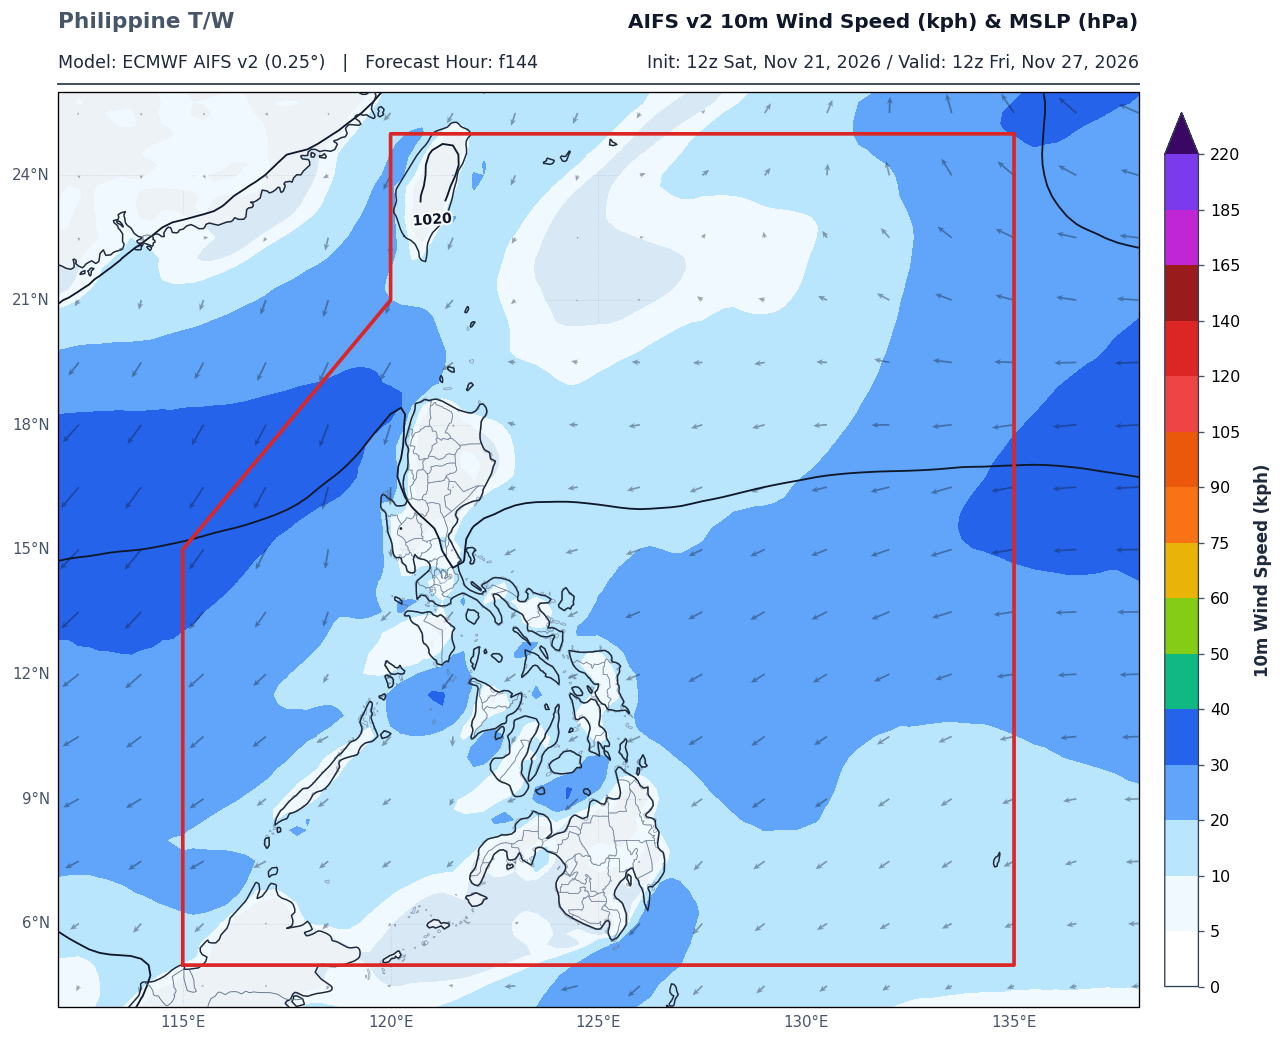 Philippine T/W
AIFS v2 10m Wind Speed (kph) & MSLP (hPa)
Model: ECMWF AIFS v2 (0.25°) | Forecast Hour: f144
Init: 12z Sat, Nov 21, 2026 / Valid: 12z Fri, Nov 27, 2026
24°N
21°N
18°N
15°N
12°N
9°N
6°N
1020
115°E
120°E
125°E
130°E
135°E
220
185
165
140
120
105
90
75
60
50
40
30
20
10
5
0
10m Wind Speed (kph)